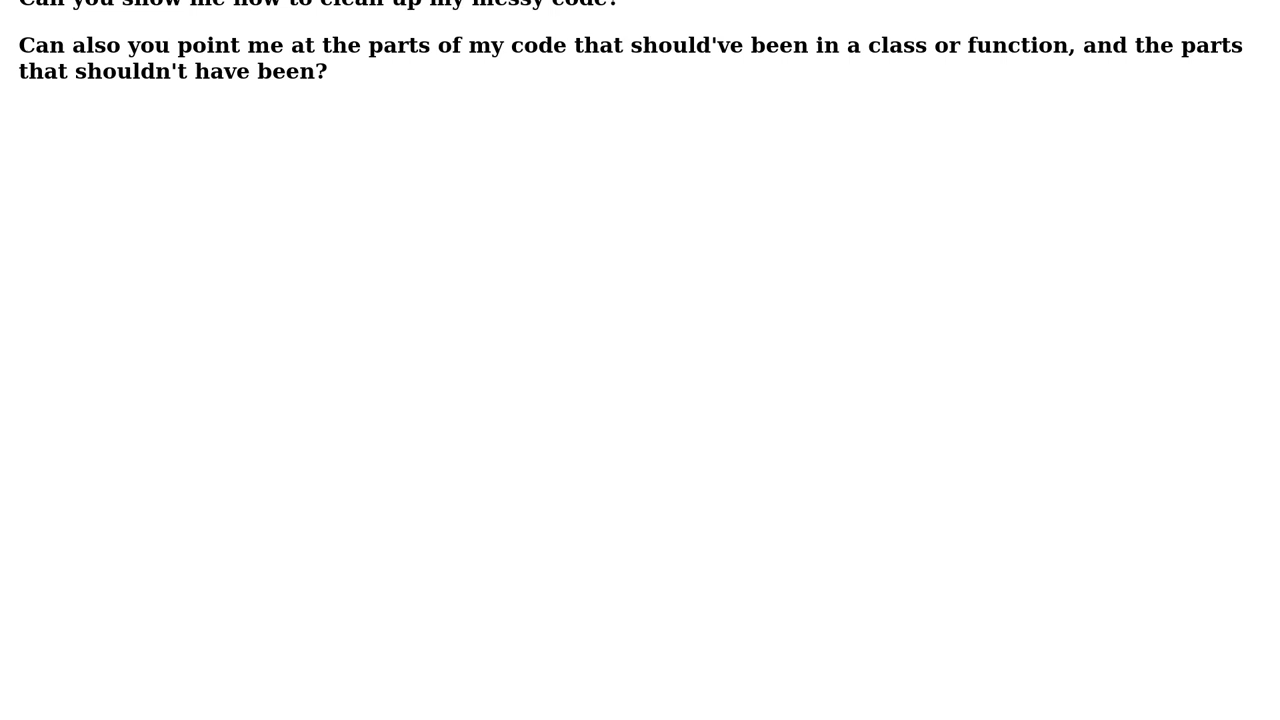 Can you show me how to clean up my messy code?
Can also you point me at the parts of my code that should've been in a class or function, and the parts
that shouldn't have been?